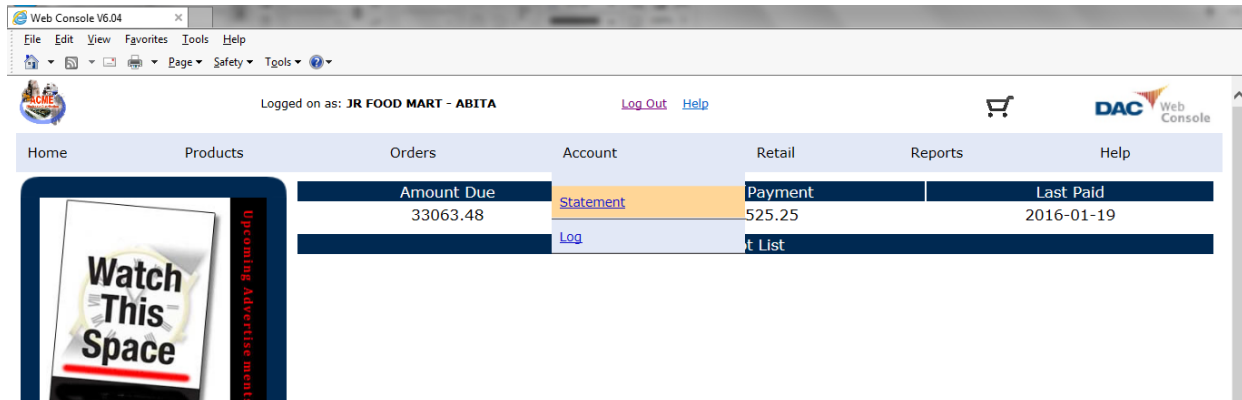 Web Console V6.04 ×
File Edit View Favorites Tools Help
Page Safety Tools
ACME
Logged on as: JR FOOD MART - ABITA Log Out Help
DAC Web Console
Home Products Orders Account Retail Reports Help
Amount Due Payment Last Paid
33063.48 525.25 2016-01-19
Statement
Log
t List
Watch
This
Space
Upcoming Advertisement